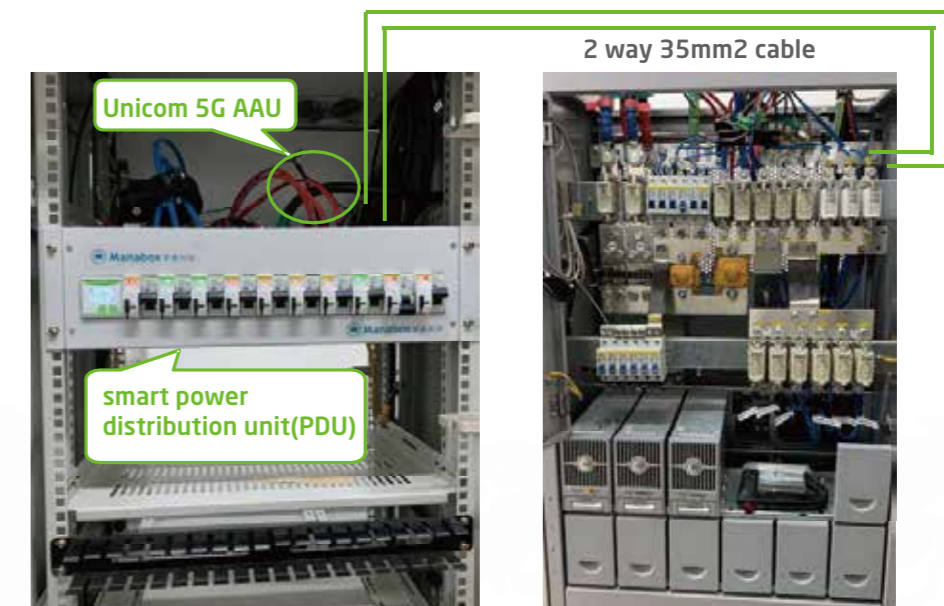 2 way 35mm2 cable
Unicom 5G AAU
Manabox
Manabox
smart power
distribution unit(PDU)